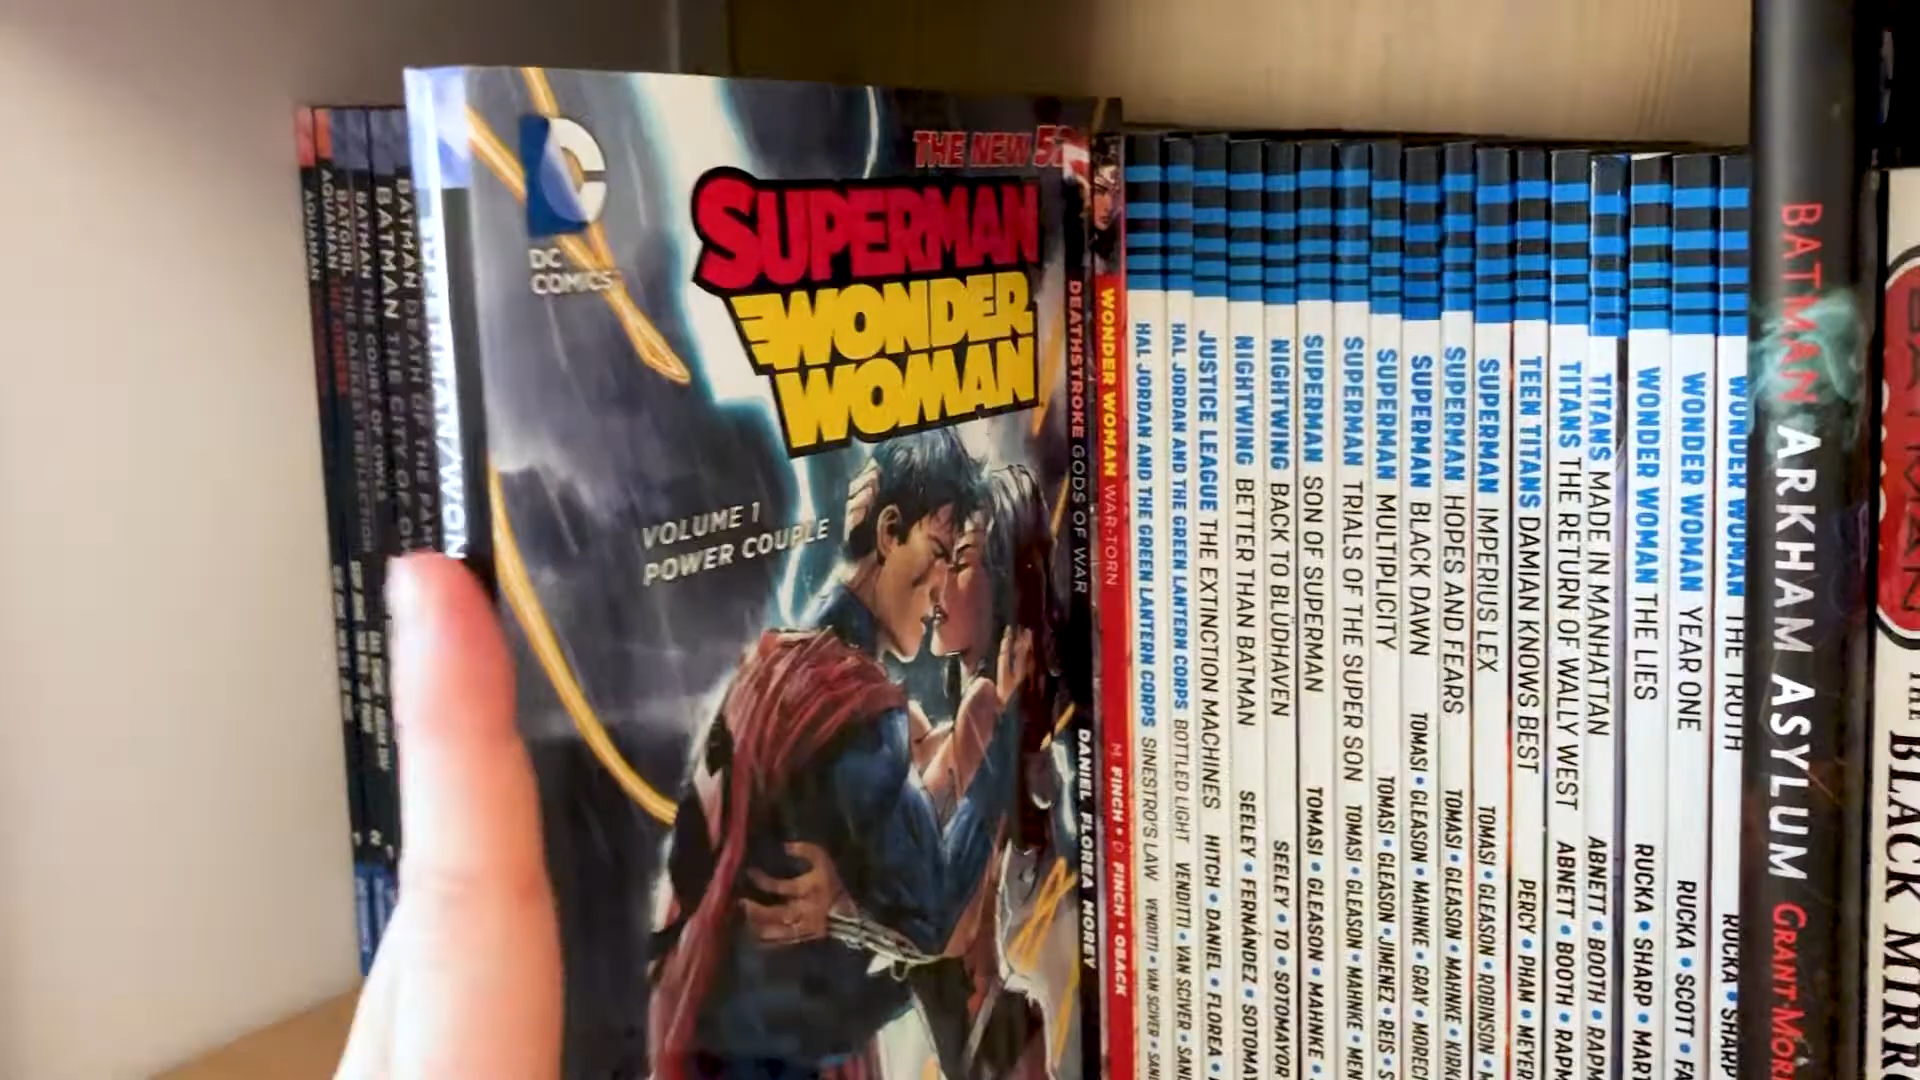 AQUAMAN
AQUAMAN THE OTHERS
BATGIRL THE DARKEST REFLECTION
BATMAN THE COURT OF OWLS
BATMAN THE CITY OF
BATMAN DEATH OF THE
DC
COMICS
THE NEW
SUPERMAN
WONDER
WOMAN
VOLUME 1
POWER COUPLE
DEATHSTROKE GODS OF WAR DANIEL FLOREA MOREY
WONDER WOMAN WAR-TORN M FINCH • D FINCH • OBACK
HAL JORDAN AND THE GREEN LANTERN CORPS SINESTRO'S LAW VENDITTI • VAN SCIVER •
HAL JORDAN AND THE GREEN LANTERN CORPS BOTTLED LIGHT VENDITTI • VAN SCIVER •
JUSTICE LEAGUE THE EXTINCTION MACHINES HITCH • DANIEL • FLOREA •
NIGHTWING BETTER THAN BATMAN SEELEY • FERNÁNDEZ •
NIGHTWING BACK TO BLÜDHAVEN SEELEY • TO • SOTOMAYOR
SUPERMAN SON OF SUPERMAN TOMASI • GLEASON • MAHNKE •
SUPERMAN TRIALS OF THE SUPER SON TOMASI • GLEASON • MAHNKE •
SUPERMAN MULTIPLICITY TOMASI • GLEASON • JIMENEZ • REIS •
SUPERMAN BLACK DAWN TOMASI • GLEASON • MAHNKE • GRAY •
SUPERMAN HOPES AND FEARS TOMASI • GLEASON • MAHNKE •
SUPERMAN IMPERIUS LEX TOMASI • GLEASON • ROBINSON •
TEEN TITANS DAMIAN KNOWS BEST PERCY • PHAM • MEYER
TITANS THE RETURN OF WALLY WEST ABNETT • BOOTH •
TITANS MADE IN MANHATTAN ABNETT • BOOTH •
WONDER WOMAN THE LIES RUCKA • SHARP •
WONDER WOMAN YEAR ONE RUCKA • SCOTT •
WONDER WOMAN THE TRUTH RUCKA • SHARP
BATMAN ARKHAM ASYLUM GRANT
BATMAN
THE BLACK